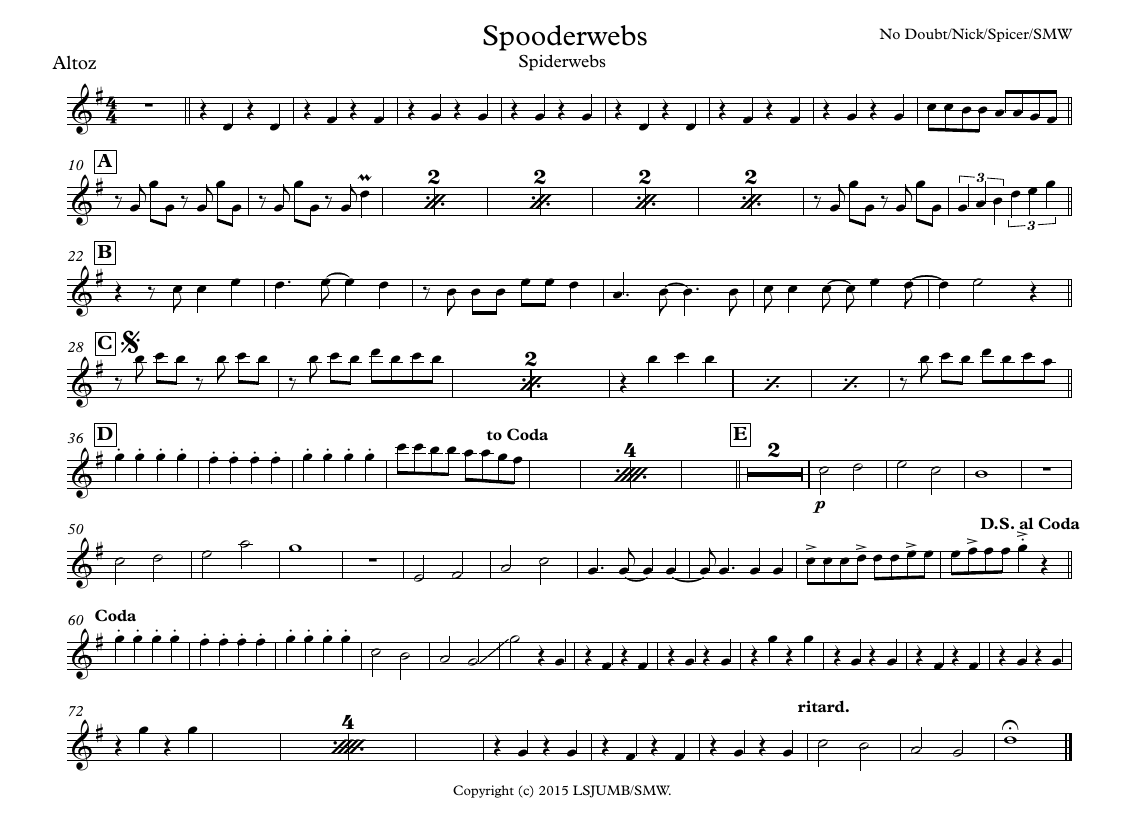 Spooderwebs
No Doubt/Nick/Spicer/SMW
Spiderwebs
Altoz
4
4
10 A
2 2 2 2
3
3
22 B
28 C
2
36 D
to Coda
4
E
2
p
50
D.S. al Coda
60 Coda
72
4
ritard.
Copyright (c) 2015 LSJUMB/SMW.